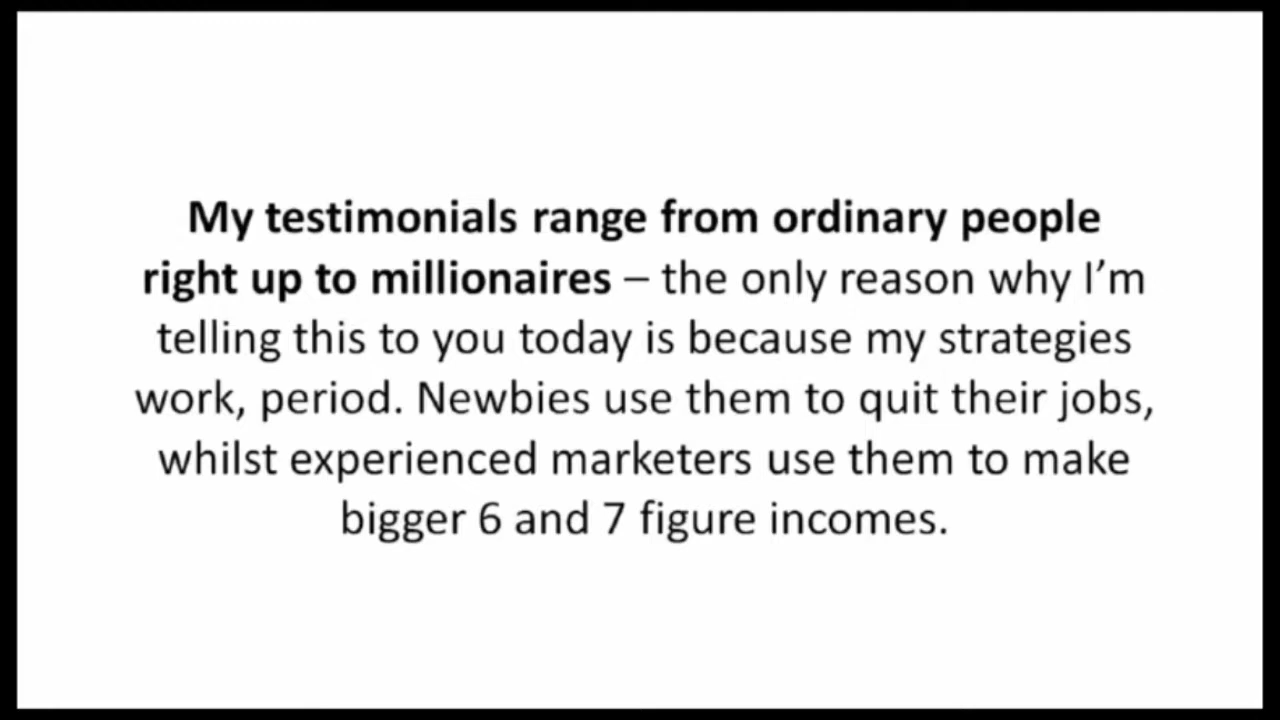 My testimonials range from ordinary people
right up to millionaires – the only reason why I’m
telling this to you today is because my strategies
work, period. Newbies use them to quit their jobs,
whilst experienced marketers use them to make
bigger 6 and 7 figure incomes.